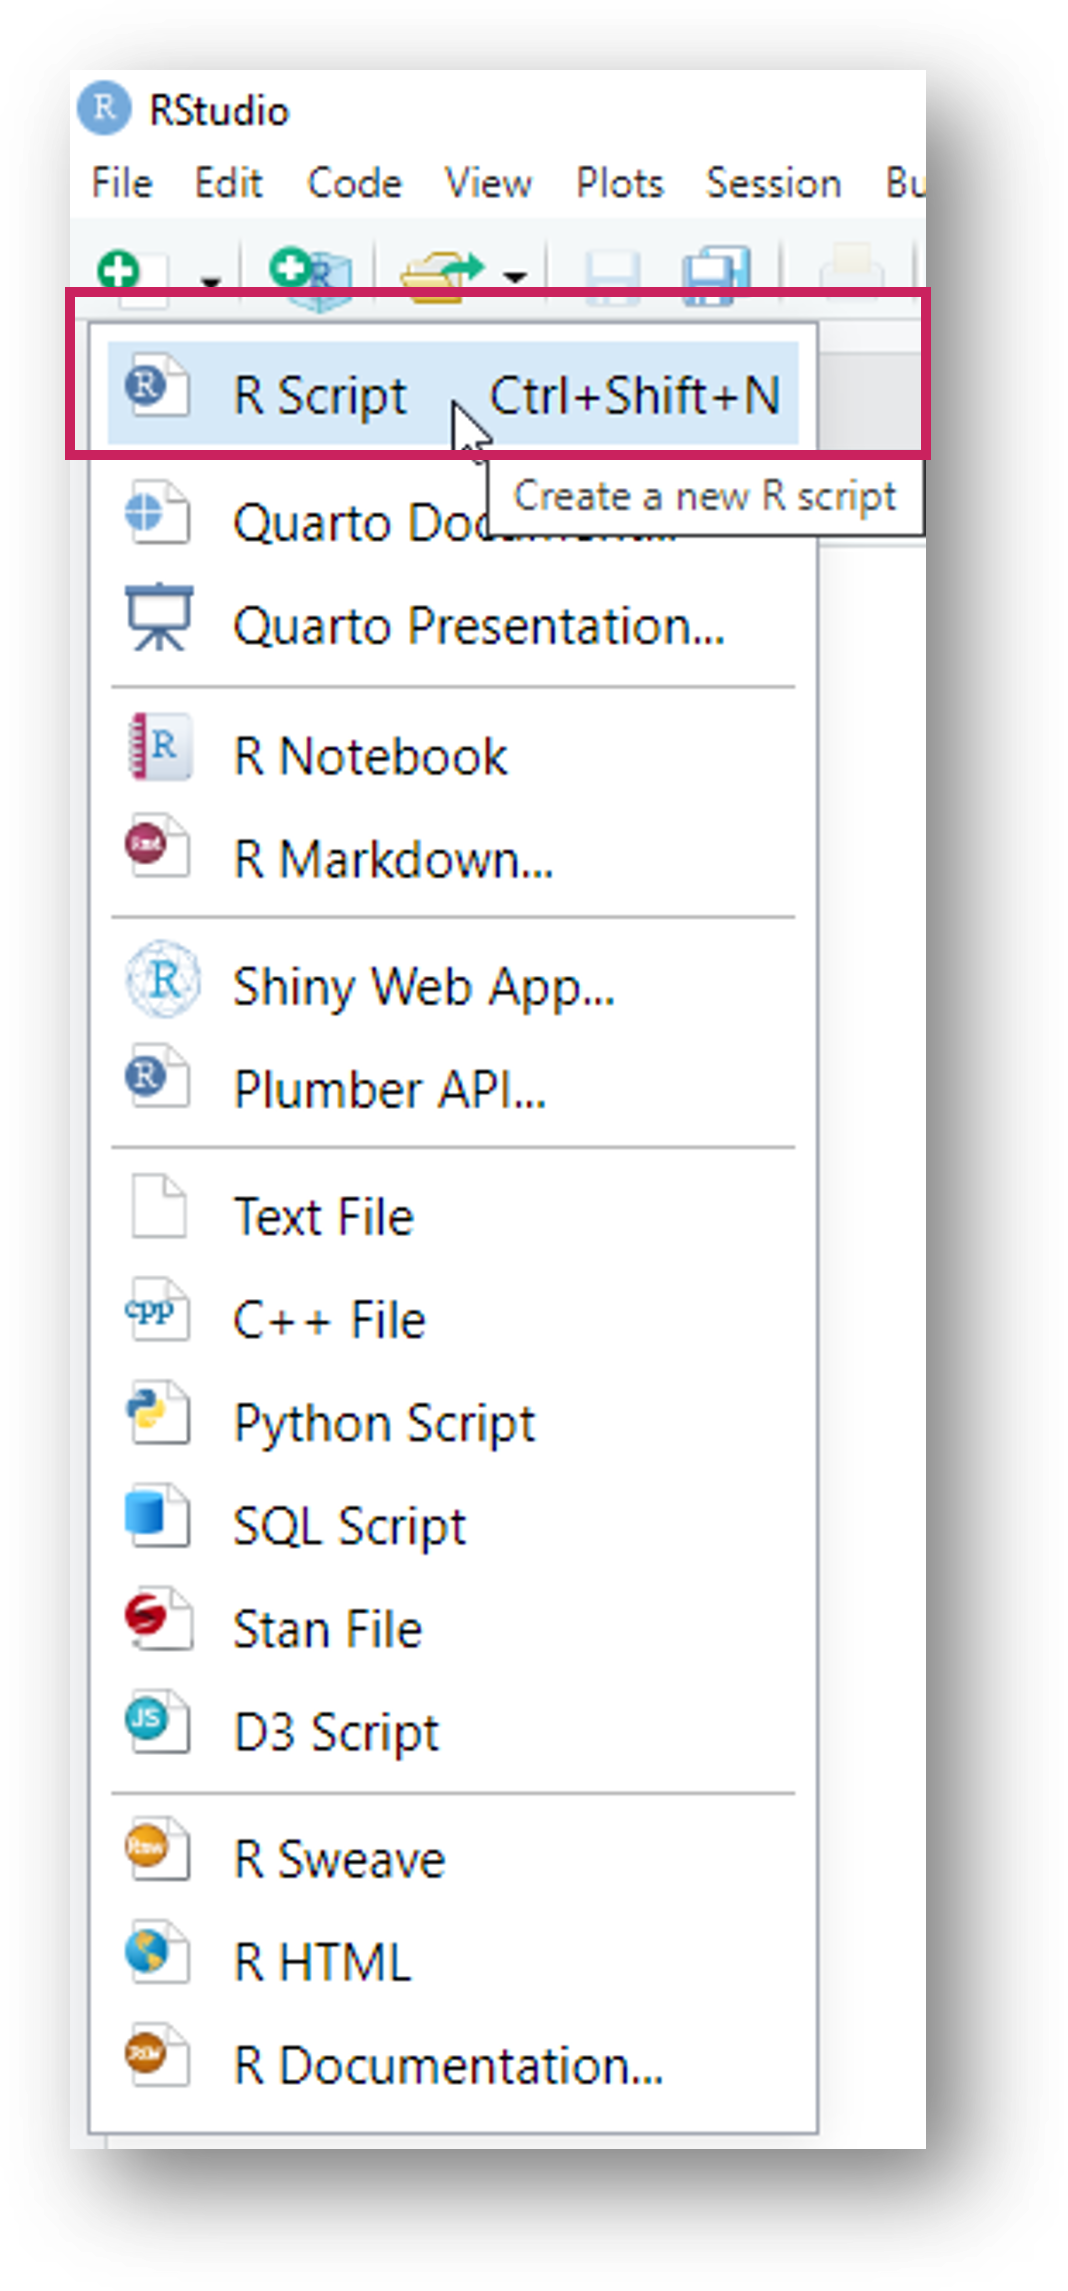 RStudio
File Edit Code View Plots Session Bu
R Script Ctrl+Shift+N
Create a new R script
Quarto
Quarto Presentation...
R Notebook
R Markdown...
Shiny Web App...
Plumber API...
Text File
C++ File
Python Script
SQL Script
Stan File
D3 Script
R Sweave
R HTML
R Documentation...